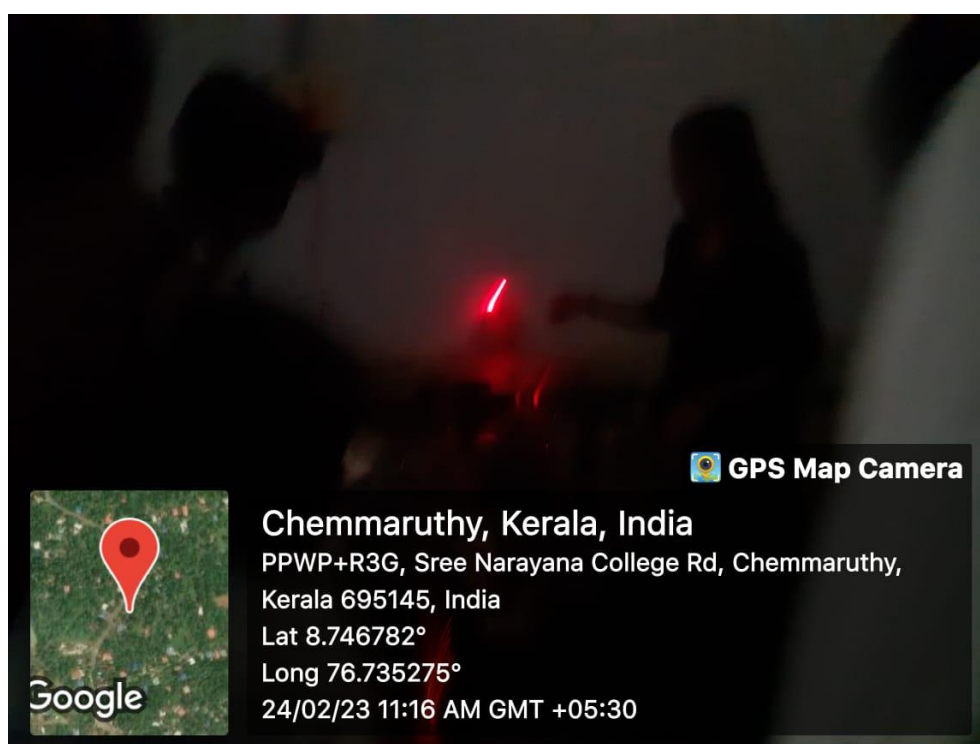 GPS Map Camera
Chemmaruthy, Kerala, India
PPWP+R3G, Sree Narayana College Rd, Chemmaruthy,
Kerala 695145, India
Lat 8.746782°
Long 76.735275°
24/02/23 11:16 AM GMT +05:30
Google